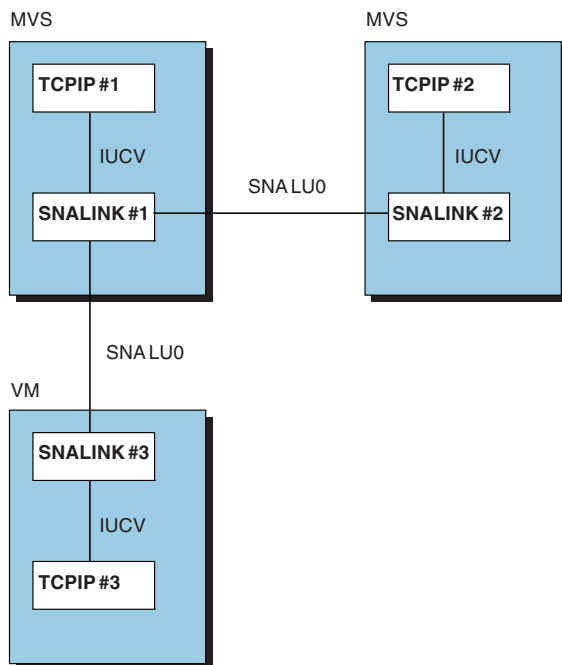 MVS
MVS
TCPIP #1
TCPIP #2
IUCV
IUCV
SNA LU0
SNALINK #1
SNALINK #2
SNA LU0
VM
SNALINK #3
IUCV
TCPIP #3